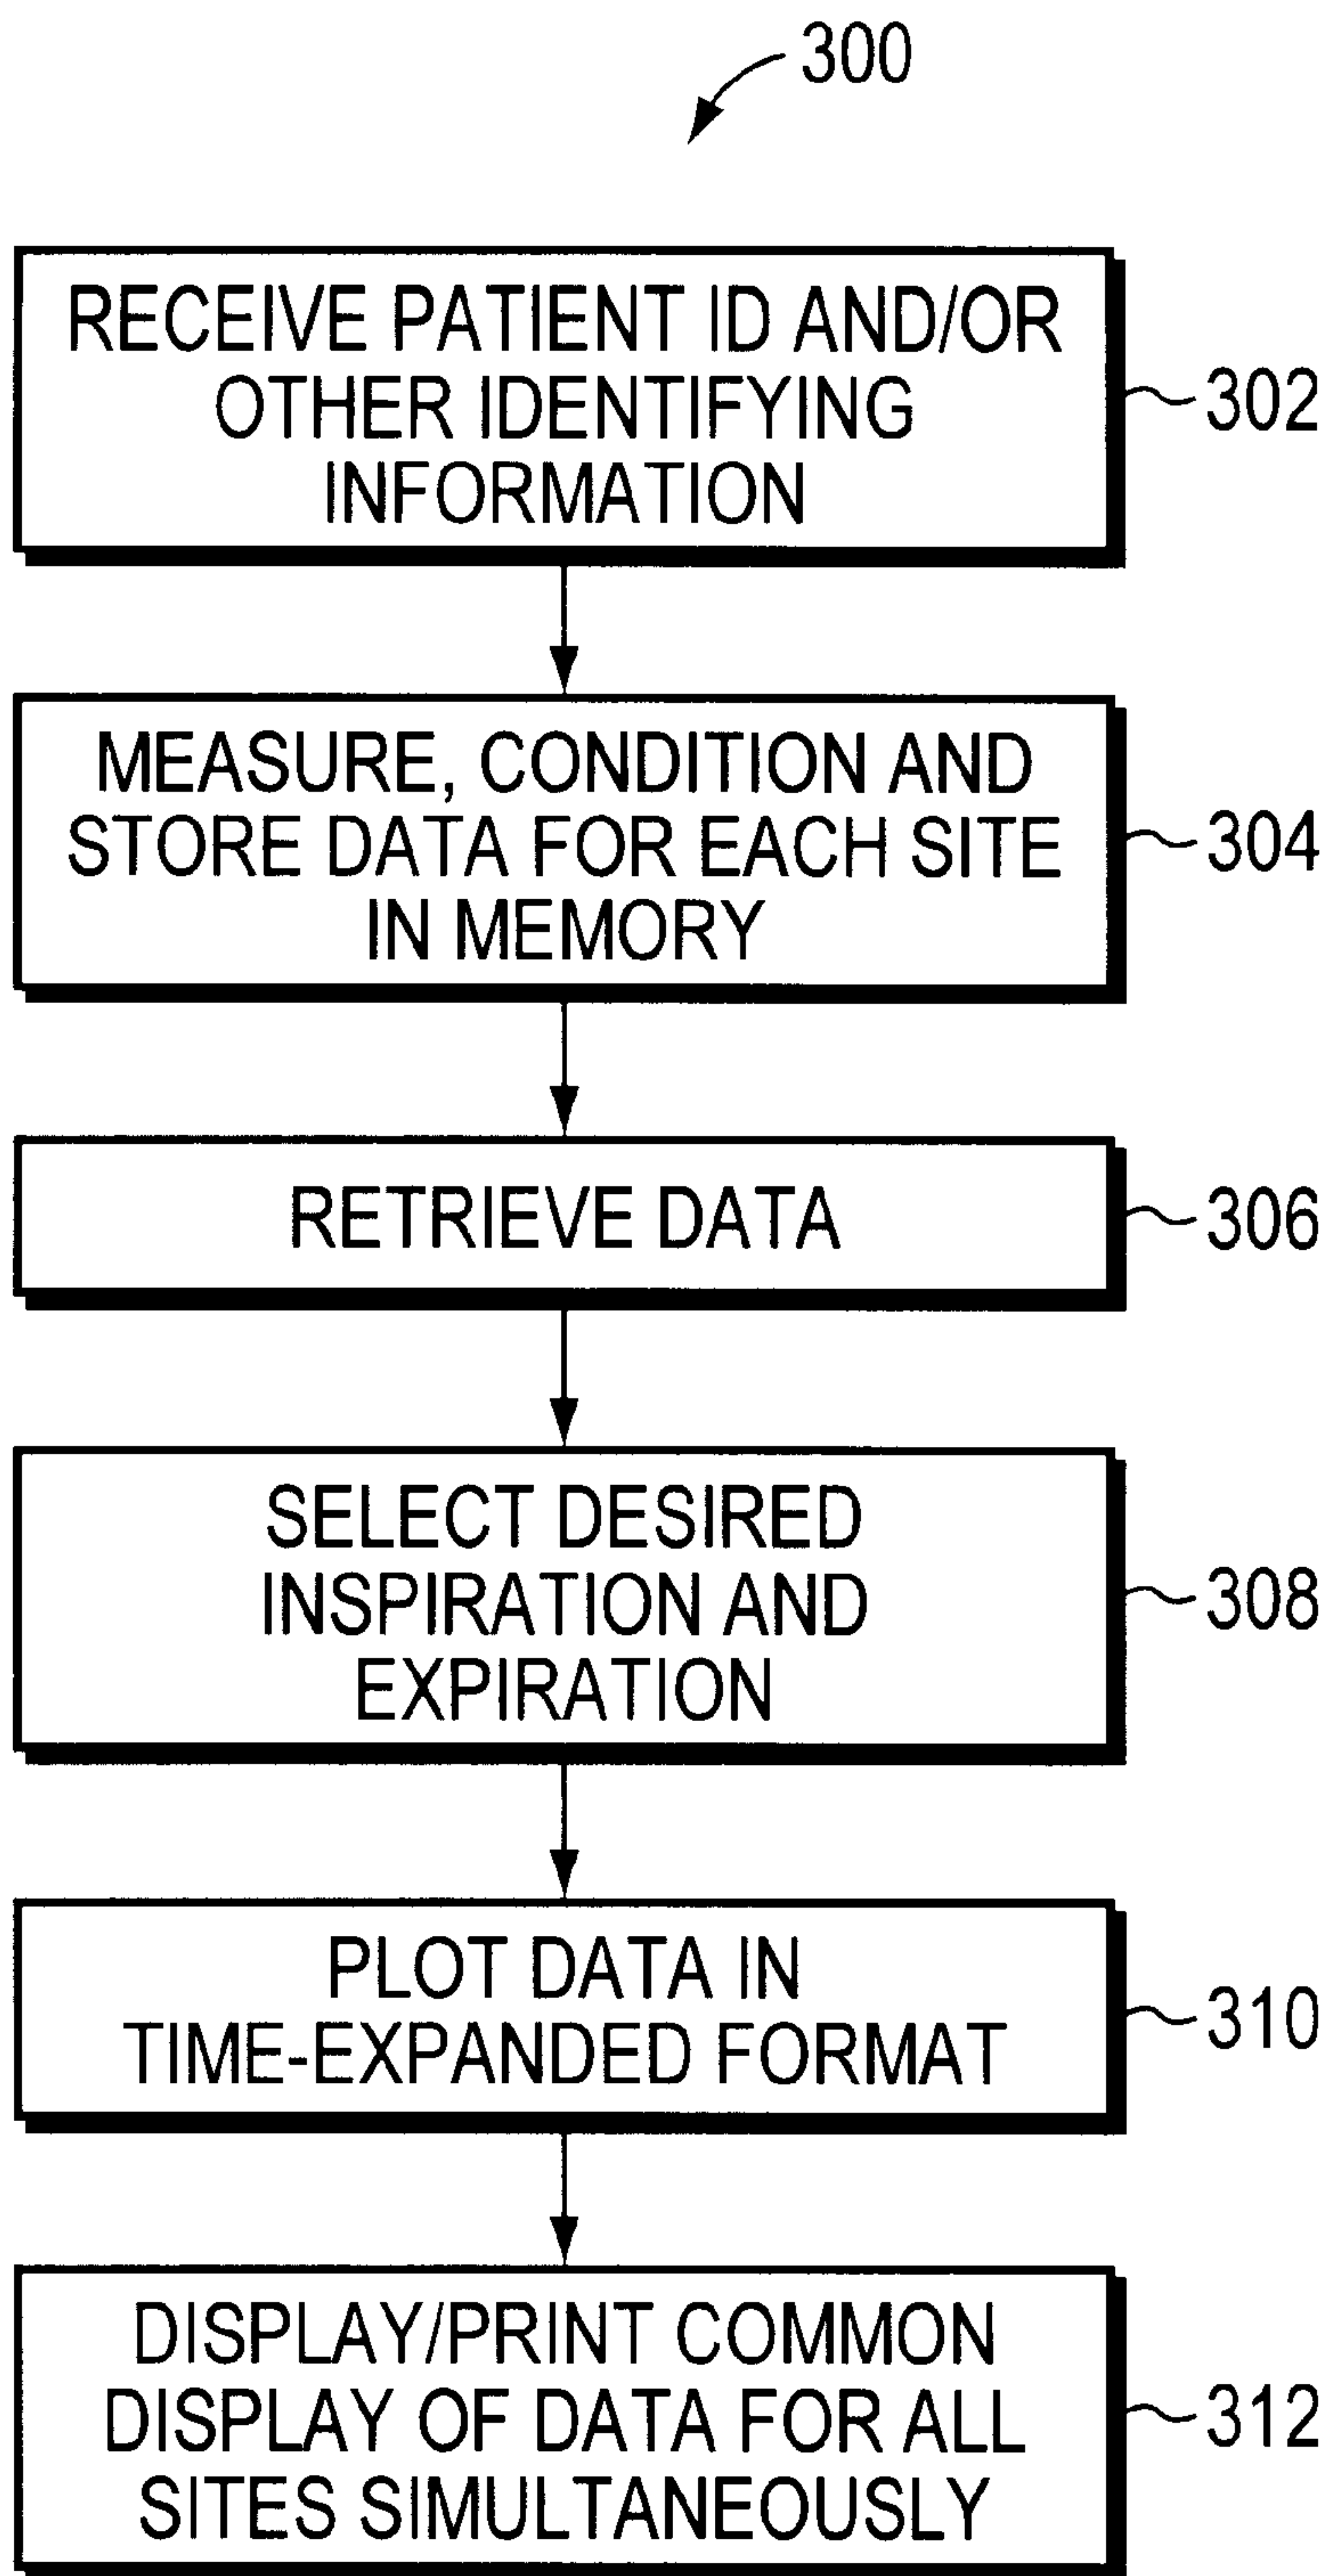 300
RECEIVE PATIENT ID AND/OR
OTHER IDENTIFYING
INFORMATION
302
MEASURE, CONDITION AND
STORE DATA FOR EACH SITE
IN MEMORY
304
RETRIEVE DATA
306
SELECT DESIRED
INSPIRATION AND
EXPIRATION
308
PLOT DATA IN
TIME-EXPANDED FORMAT
310
DISPLAY/PRINT COMMON
DISPLAY OF DATA FOR ALL
SITES SIMULTANEOUSLY
312